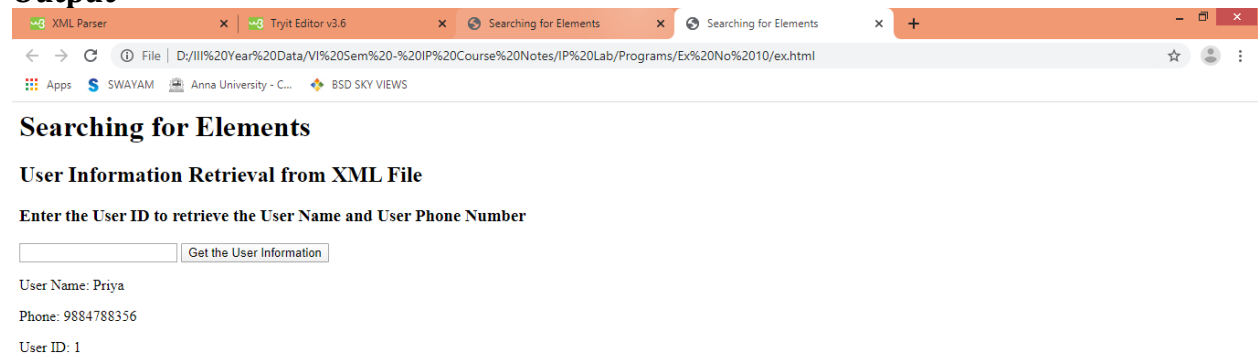 Output
XML Parser
Tryit Editor v3.6
Searching for Elements
Searching for Elements
File | D:/III%20Year%20Data/VI%20Sem%20-%20IP%20Course%20Notes/IP%20Lab/Programs/Ex%20No%2010/ex.html
Apps S SWAYAM Anna University - C... BSD SKY VIEWS
Searching for Elements
User Information Retrieval from XML File
Enter the User ID to retrieve the User Name and User Phone Number
Get the User Information
User Name: Priya
Phone: 9884788356
User ID: 1